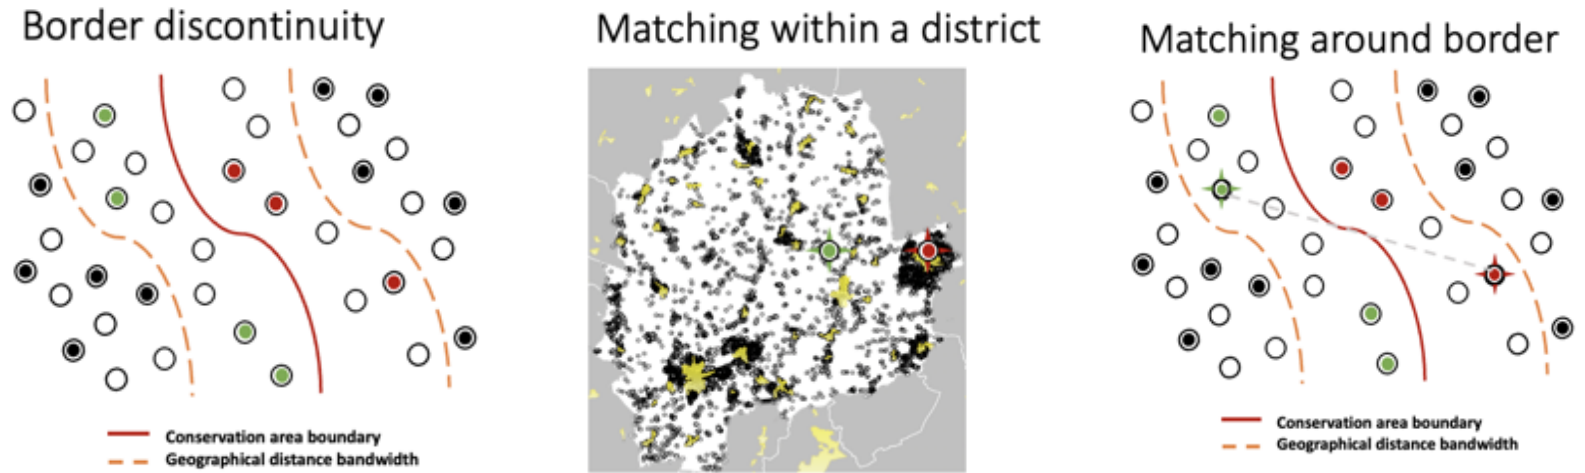 Border discontinuity
Matching within a district
Matching around border
Conservation area boundary
Geographical distance bandwidth
Conservation area boundary
Geographical distance bandwidth